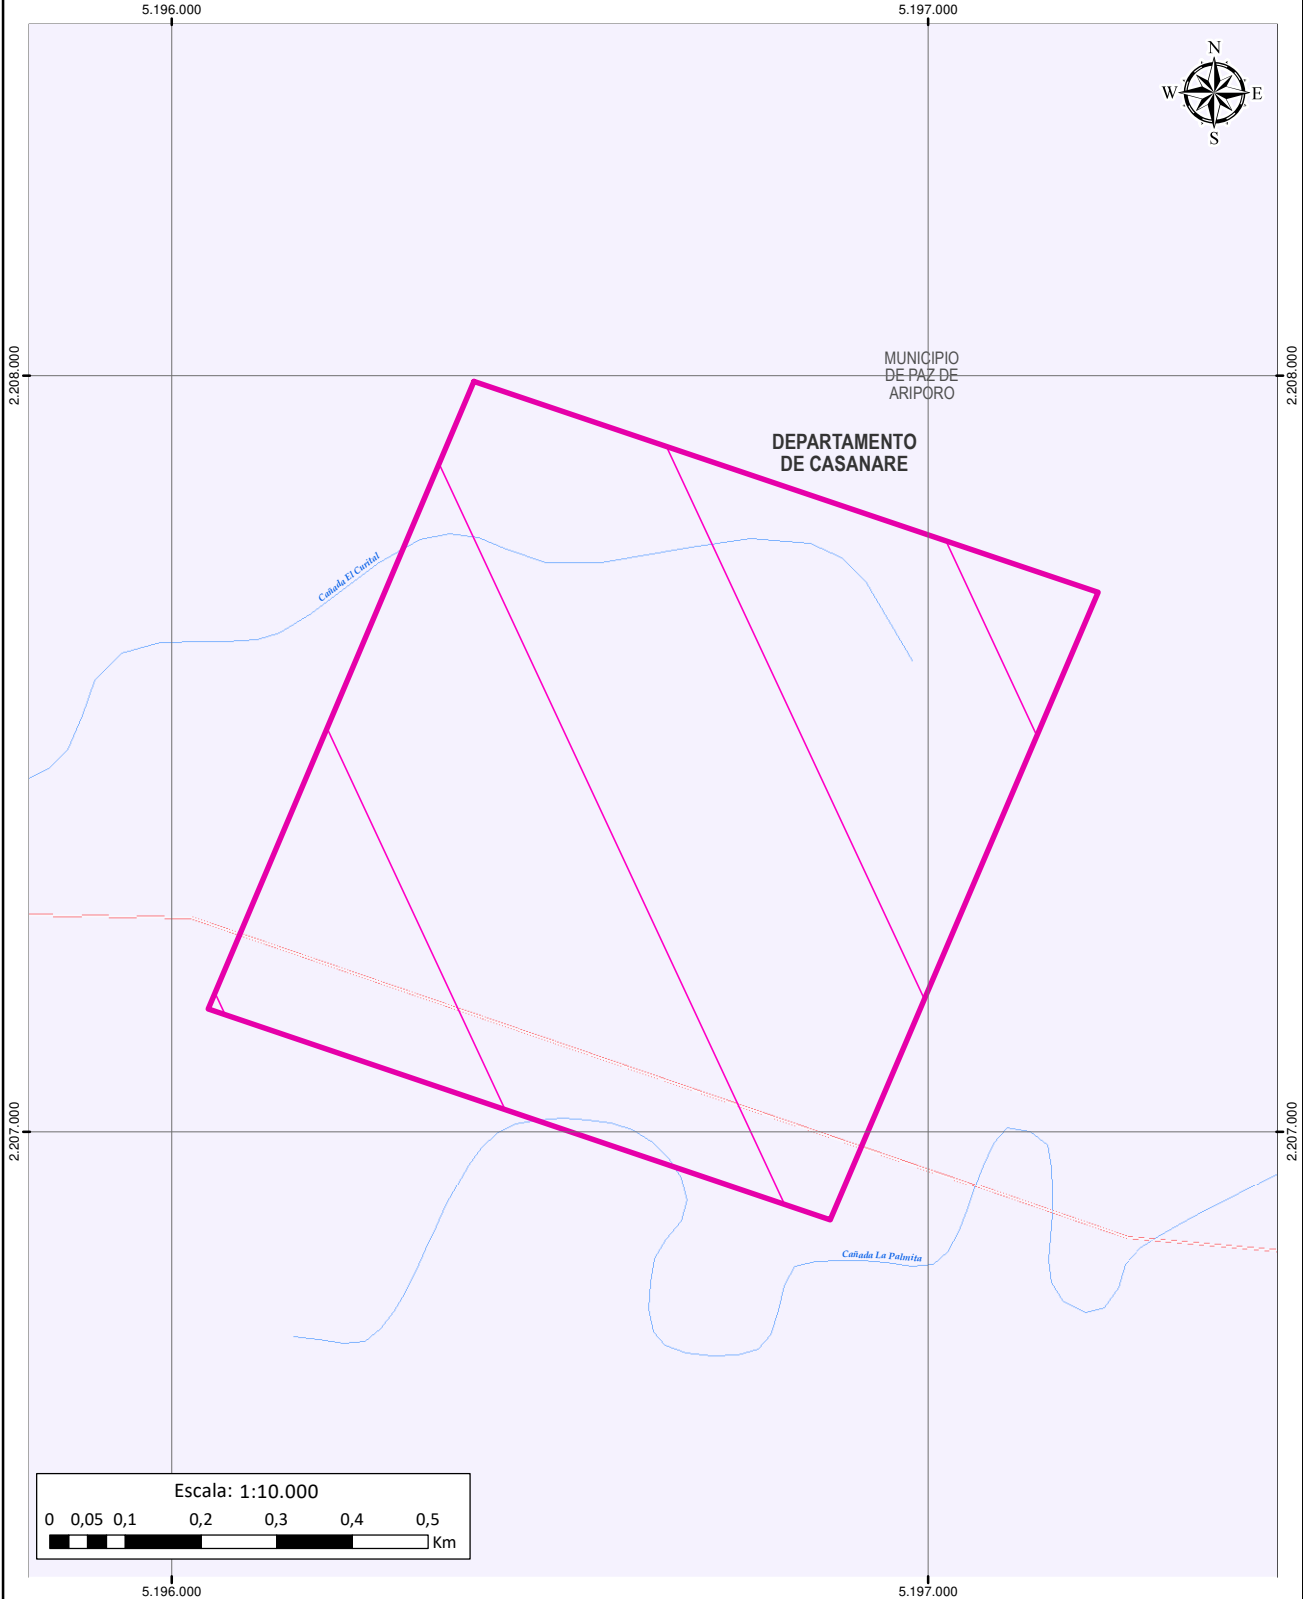 5.196.000
5.197.000
N
W
E
S
2.208.000
2.208.000
MUNICIPIO
DE PAZ DE
ARIPORO
DEPARTAMENTO
DE CASANARE
Cañada El Curital
2.207.000
2.207.000
Cañada La Palmita
Escala: 1:10.000
0 0,05 0,1 0,2 0,3 0,4 0,5
Km
5.196.000
5.197.000